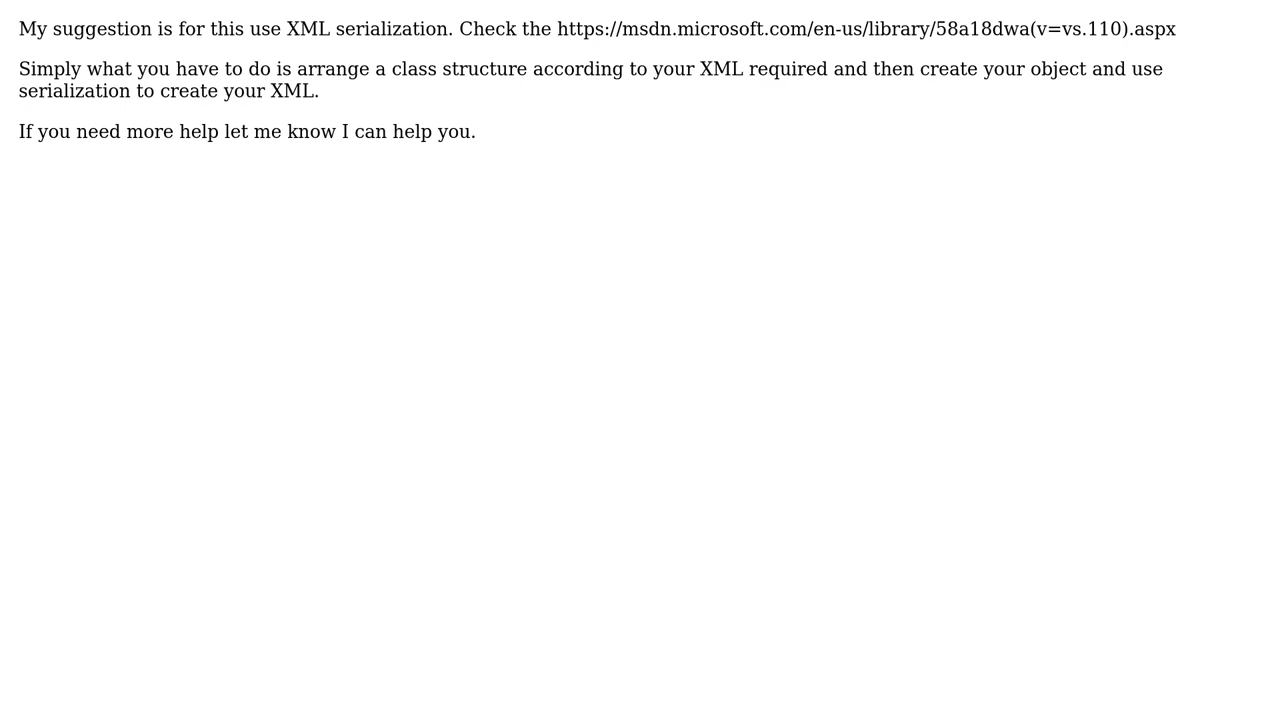 My suggestion is for this use XML serialization. Check the https://msdn.microsoft.com/en-us/library/58a18dwa(v=vs.110).aspx
Simply what you have to do is arrange a class structure according to your XML required and then create your object and use
serialization to create your XML.
If you need more help let me know I can help you.